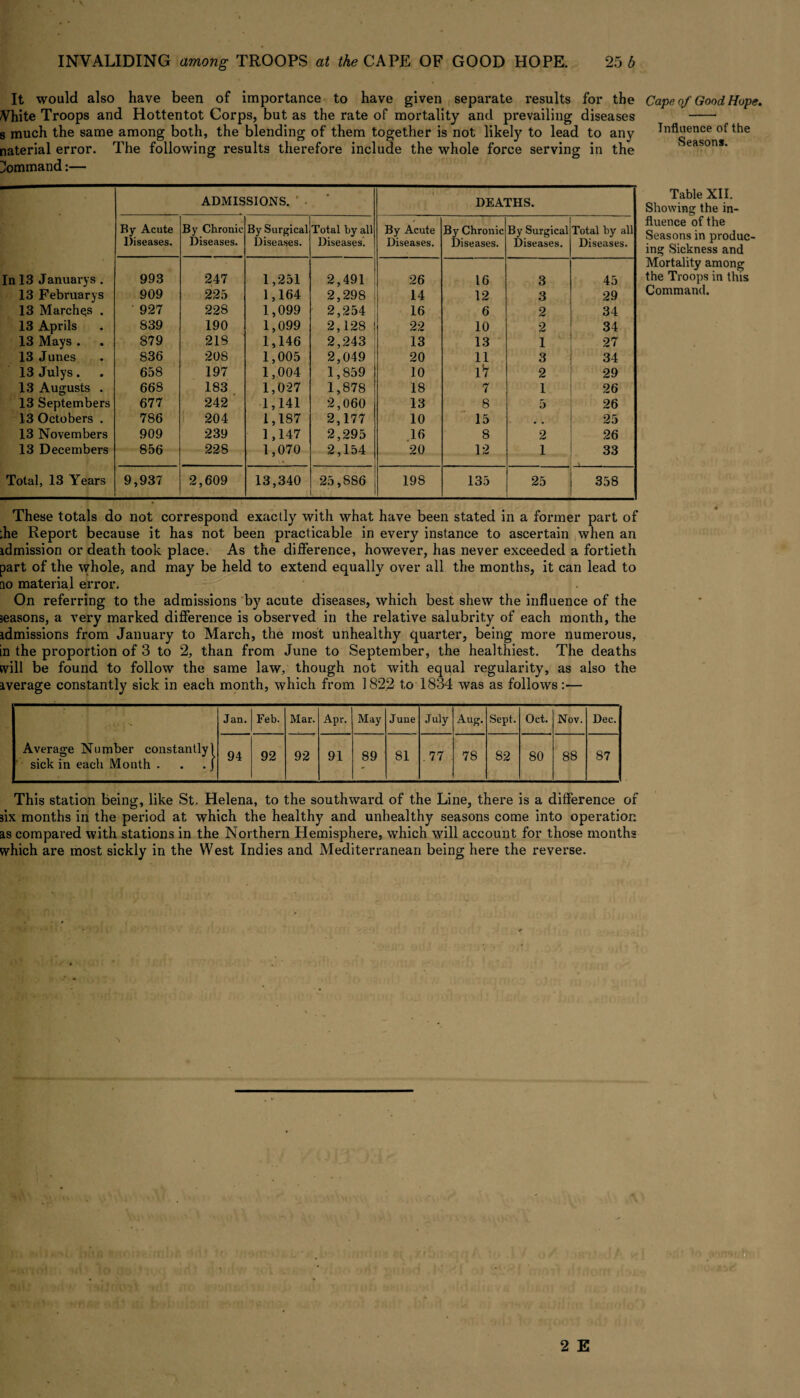 INVALIDING among TROOPS at the CAPE OF GOOD HOPE. 25 b
It would also have been of importance to have given separate results for the
White Troops and Hottentot Corps, but as the rate of mortality and prevailing diseases
s much the same among both, the blending of them together is not likely to lead to any
naterial error. The following results therefore include the whole force serving in the
Command:—
Cape of Good Hope.
Influence of the
Seasons.
ADMISSIONS. DEATHS.
By Acute Diseases. By Chronic Diseases. By Surgical Diseases. Total by all Diseases. By Acute Diseases. By Chronic Diseases. By Surgical Diseases. Total by all Diseases.
In 13 Januarys . 993 247 1,251 2,491 26 16 3 45
13 Februarys 909 225 1,164 2,298 14 12 3 29
13 Marches . 927 228 1,099 2,254 16 6 2 34
13 Aprils . 839 190 1,099 2,128 22 10 2 34
13 Mays . . 879 218 1,146 2,243 13 13 1 27
13 Junes . 836 208 1,005 2,049 20 11 3 34
13 Julys . . 658 197 1,004 1,859 10 17 2 29
13 Augusts . 668 183 1,027 1,878 18 7 1 26
13 Septembers 677 242 1,141 2,060 13 8 5 26
13 Octobers . 786 204 1,187 2,177 10 15 . . 25
13 Novembers 909 239 1,147 2,295 16 8 2 26
13 Decembers 856 228 1,070 2,154 20 12 1 33
Total, 13 Years 9,937 2,609 13,340 25,886 198 135 25 358
Table XII.
Showing the in-
fluence of the
Seasons in produc-
ing Sickness and
Mortality among
the Troops in this
Command.
These totals do not correspond exactly with what have been stated in a former part of
the Report because it has not been practicable in every instance to ascertain when an
admission or death took place. As the difference, however, has never exceeded a fortieth
part of the whole, and may be held to extend equally over all the months, it can lead to
no material error.
On referring to the admissions by acute diseases, which best shew the influence of the
seasons, a very marked difference is observed in the relative salubrity of each month, the
admissions from January to March, the most unhealthy quarter, being more numerous,
in the proportion of 3 to 2, than from June to September, the healthiest. The deaths
will be found to follow the same law, though not with equal regularity, as also the
average constantly sick in each month, which from 1822 to 1834 was as follows:—
Jan. Feb. Mar. Apr. May June July Aug. Sept. Oct. Nov. Dec.
Average Number constantly sick in each Month . . . 94 92 92 91 89 81 77 78 82 80 88 87
This station being, like St. Helena, to the southward of the Line, there is a difference of
six months in the period at which the healthy and unhealthy seasons come into operation
as compared with stations in the Northern Hemisphere, which will account for those months
which are most sickly in the West Indies and Mediterranean being here the reverse.
2 E